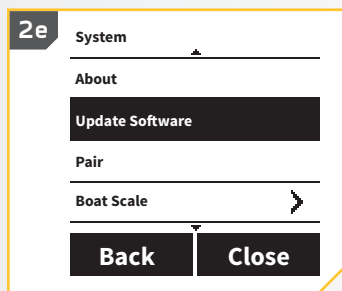 2e
System
About
Update Software
Pair
Boat Scale
Back Close